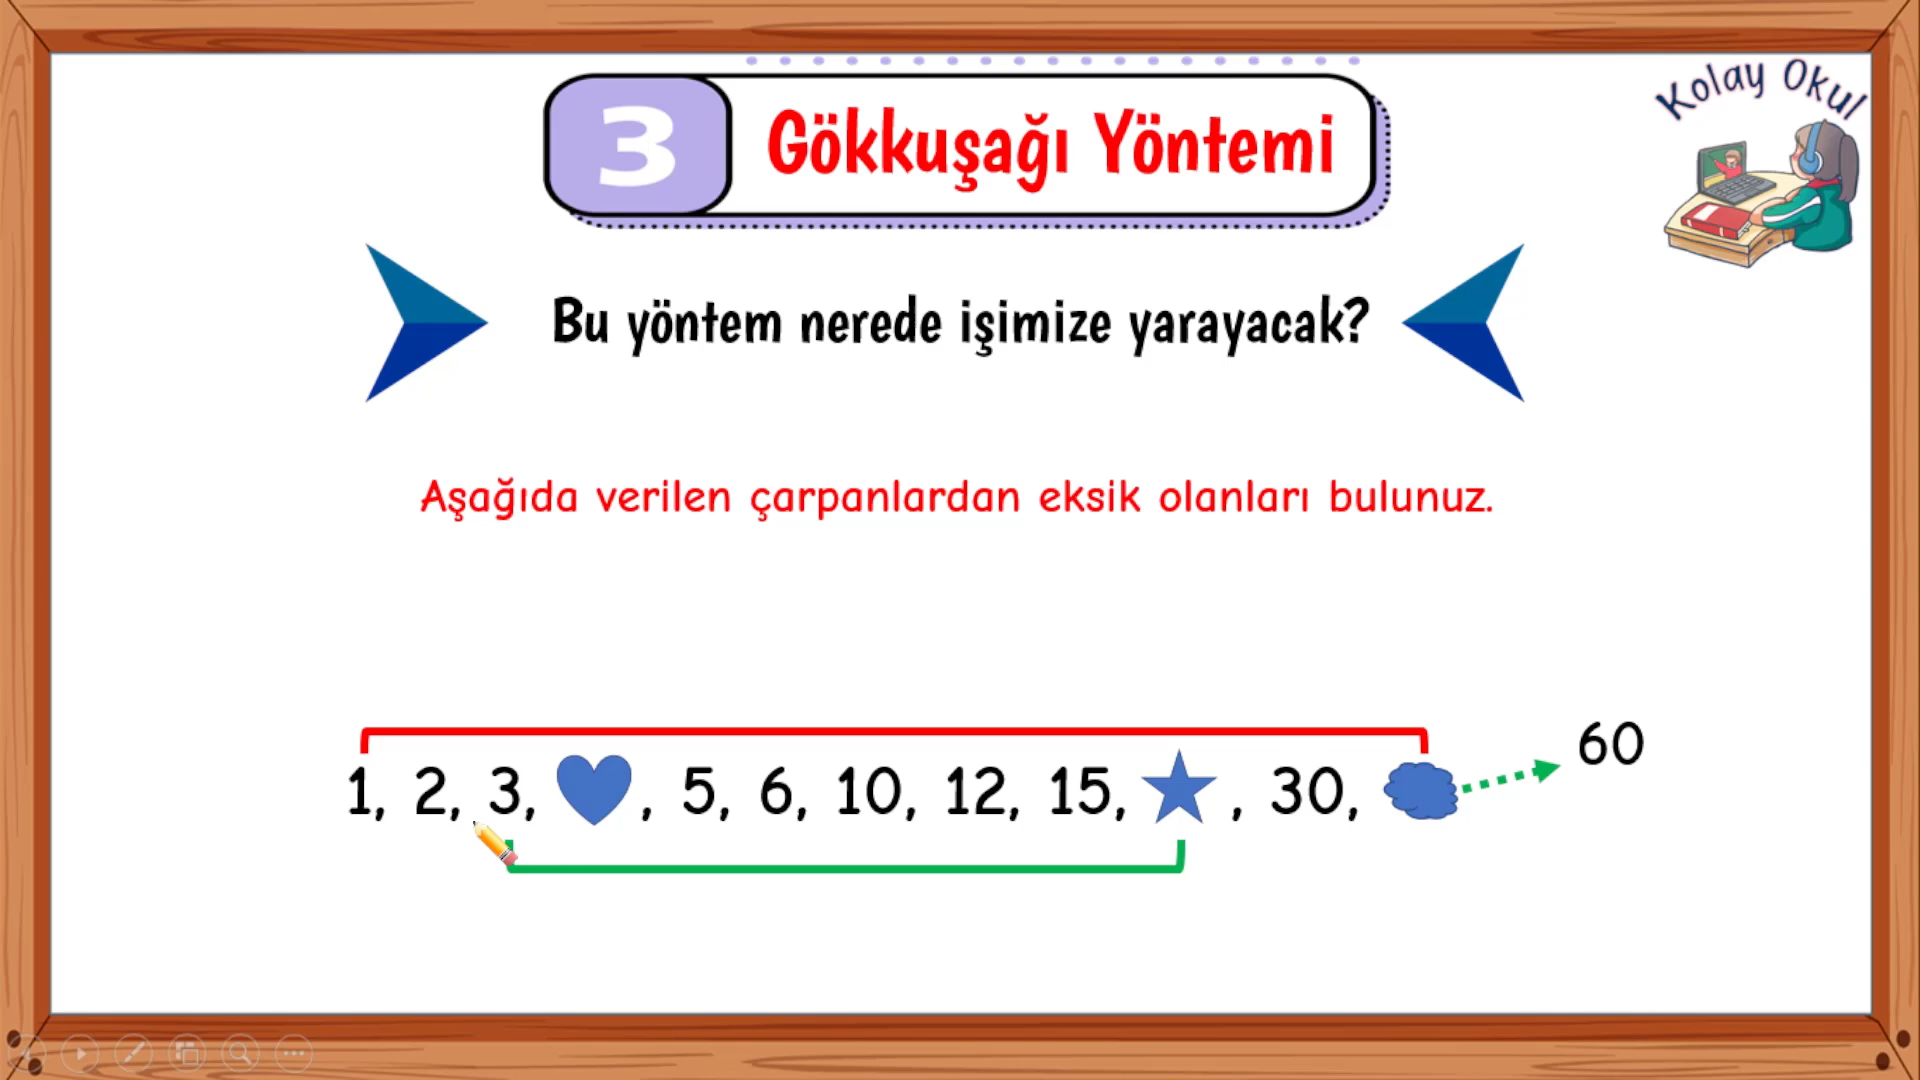 Kolay Okul
3 Gökkuşağı Yöntemi
Bu yöntem nerede işimize yarayacak?
Aşağıda verilen çarpanlardan eksik olanları bulunuz.
60
1, 2, 3, , 5, 6, 10, 12, 15, , 30,